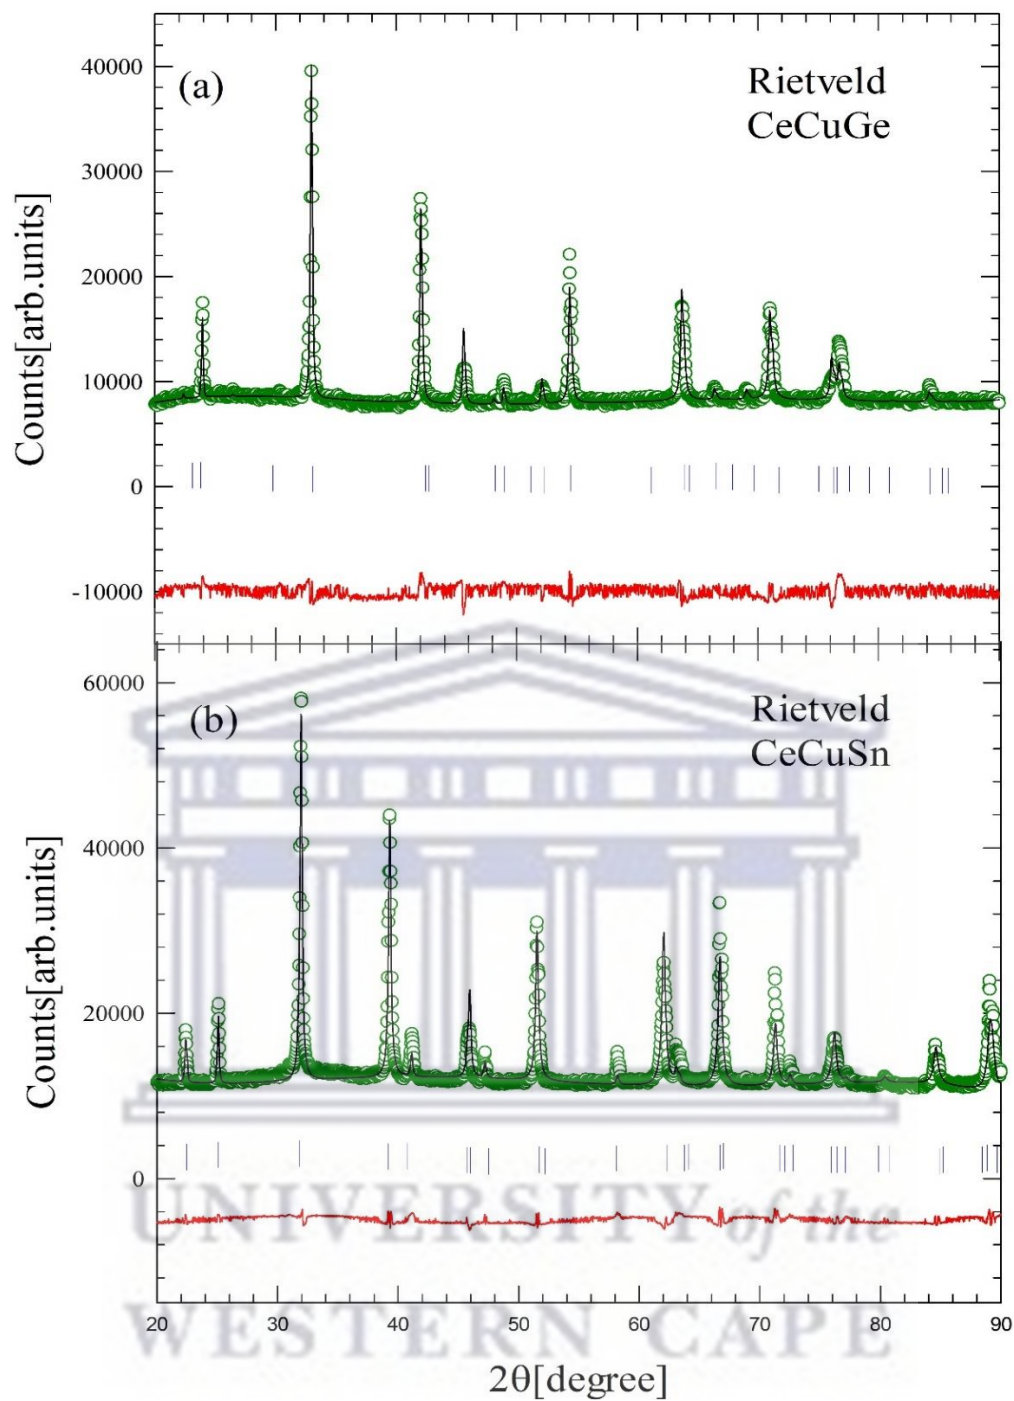 (a)
Rietveld
CeCuGe
Counts[arb.units]
40000
30000
20000
10000
0
-10000
(b)
Rietveld
CeCuSn
Counts[arb.units]
60000
40000
20000
0
UNIVERSITY of the
WESTERN CAPE
20 30 40 50 60 70 80 90
2θ[degree]